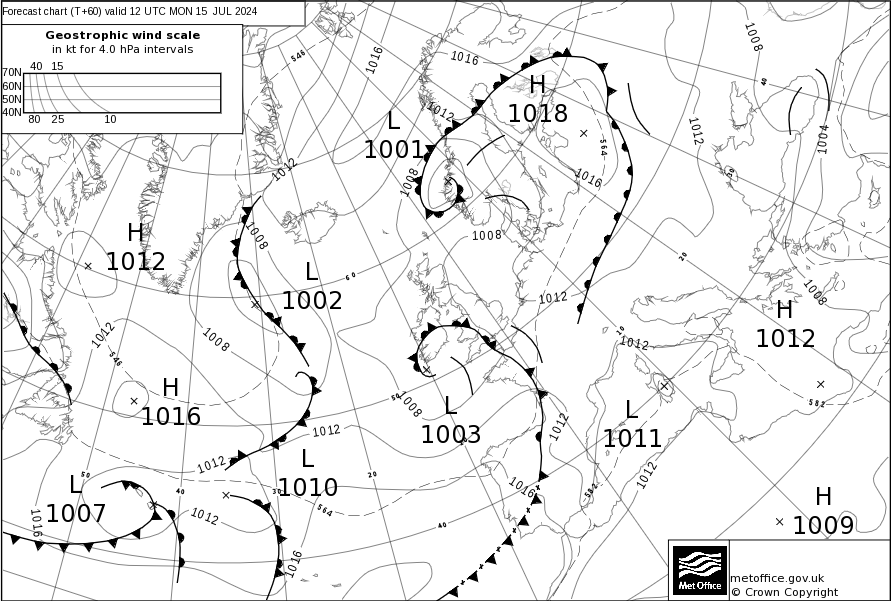 Forecast chart (T+60) valid 12 UTC MON 15 JUL 2024
Geostrophic wind scale
in kt for 4.0 hPa intervals
40 15
70N
60N
50N
40N
80 25 10
546
1016
1016
1008
40
H
1018
1012
L
1001
1012
1004
564
50
1012
1016
1008
1008
1008
H
1012
L
1002
60
20
1012
1008
H
1012
1012
1008
10
1012
546
H
1016
50
1008
L
1003
582
L
1011
1012
1012
1012
L
1010
1012
50
20
1016
582
L
1007
40
30
H
1009
1016
1012
564
40
1016
Met Office
metoffice.gov.uk
© Crown Copyright